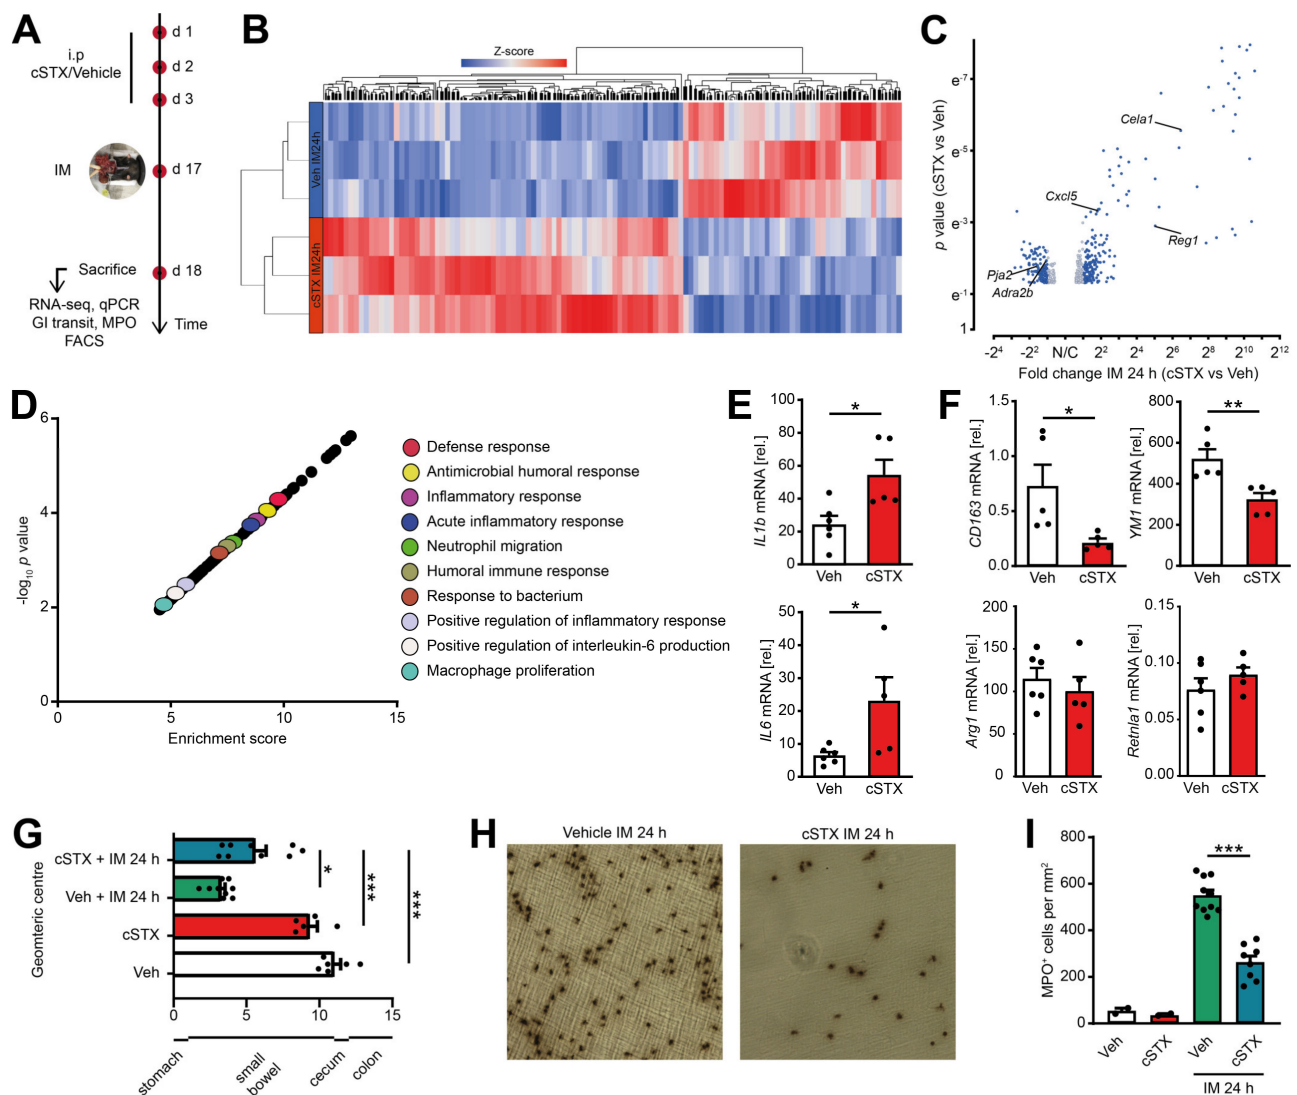 A
d 1
i.p
cSTX/Vehicle
d 2
d 3
IM
d 17
Sacrifice
d 18
RNA-seq, qPCR
GI transit, MPO
FACS
Time
B
Z-score
Veh IM24h
cSTX IM24h
C
p value (cSTX vs Veh)
e-7
e-5
e-3
e-1
1
Cela1
Cxcl5
Reg1
Pja2
Adra2b
-2⁴ -2² N/C 2² 2⁴ 2⁶ 2⁸ 2¹⁰ 2¹²
Fold change IM 24 h (cSTX vs Veh)
D
-log₁₀ p value
6
4
2
0
0 5 10 15
Enrichment score
Defense response
Antimicrobial humoral response
Inflammatory response
Acute inflammatory response
Neutrophil migration
Humoral immune response
Response to bacterium
Positive regulation of inflammatory response
Positive regulation of interleukin-6 production
Macrophage proliferation
E
IL1b mRNA [rel.]
100
80
60
40
20
0
*
Veh cSTX
IL6 mRNA [rel.]
50
40
30
20
10
0
*
Veh cSTX
F
CD163 mRNA [rel.]
1.5
1.0
0.5
0.0
*
Veh cSTX
YM1 mRNA [rel.]
800
600
400
200
0
**
Veh cSTX
Arg1 mRNA [rel.]
200
150
100
50
0
Veh cSTX
Retnla1 mRNA [rel.]
0.15
0.10
0.05
0.00
Veh cSTX
G
Geomteric centre
cSTX + IM 24 h
Veh + IM 24 h
cSTX
Veh
*
***
***
0 5 10 15
stomach
small
bowel
cecum
colon
H
Vehicle IM 24 h
cSTX IM 24 h
I
MPO⁺ cells per mm²
800
600
400
200
0
***
Veh cSTX Veh cSTX
IM 24 h